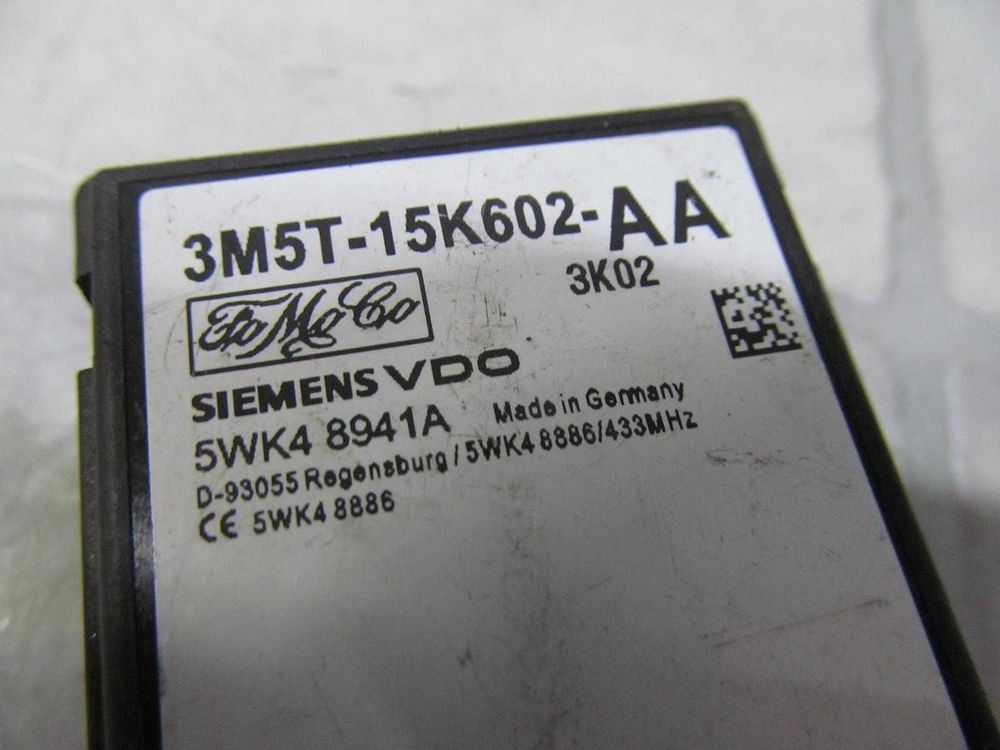 3M5T-15K602-AA
3K02
FoMoCo
SIEMENS VDO
5WK4 8941A Made in Germany
D-93055 Regensburg / 5WK4 8886/433MHz
CE 5WK4 8886